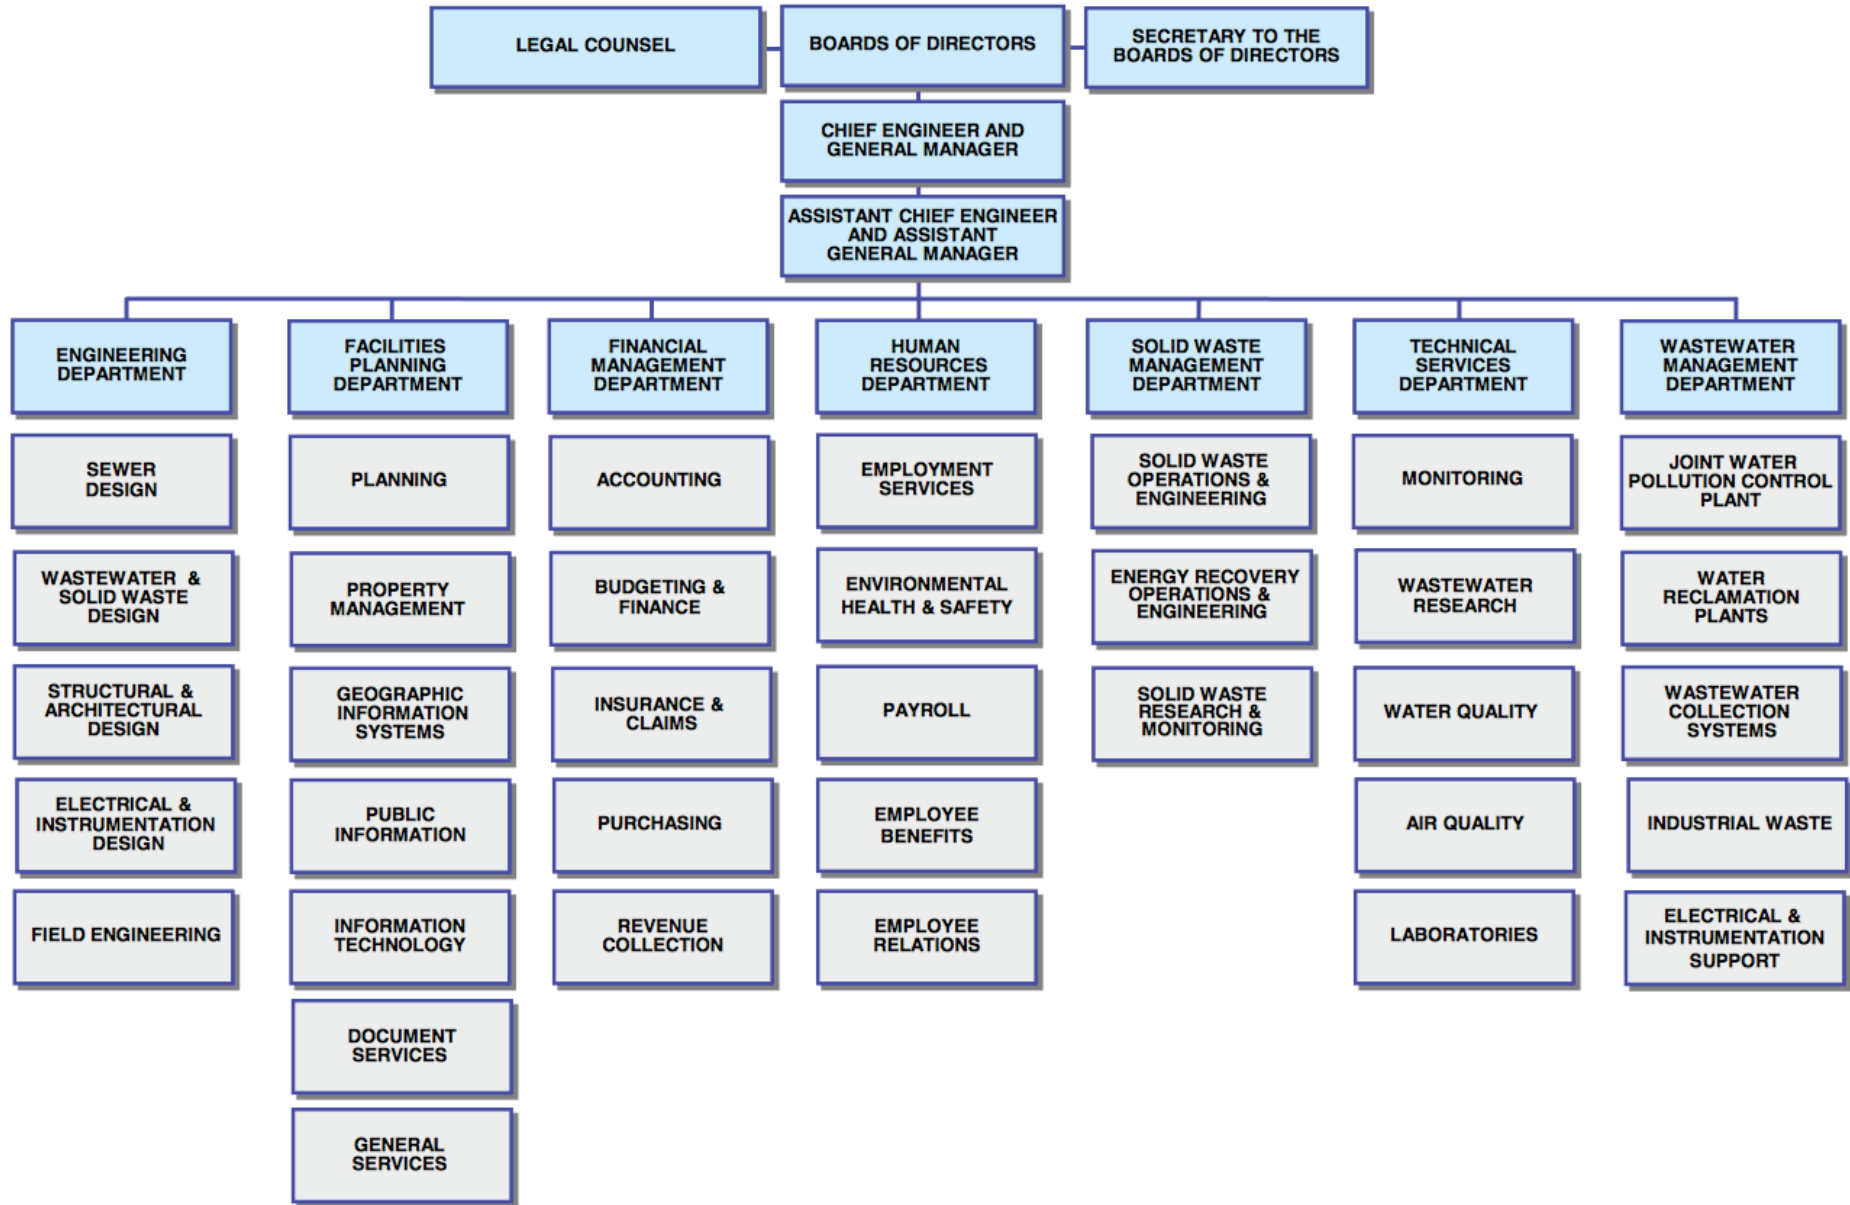 LEGAL COUNSEL
BOARDS OF DIRECTORS
SECRETARY TO THE
BOARDS OF DIRECTORS
CHIEF ENGINEER AND
GENERAL MANAGER
ASSISTANT CHIEF ENGINEER
AND ASSISTANT
GENERAL MANAGER
ENGINEERING
DEPARTMENT
SEWER
DESIGN
WASTEWATER &
SOLID WASTE
DESIGN
STRUCTURAL &
ARCHITECTURAL
DESIGN
ELECTRICAL &
INSTRUMENTATION
DESIGN
FIELD ENGINEERING
FACILITIES
PLANNING
DEPARTMENT
PLANNING
PROPERTY
MANAGEMENT
GEOGRAPHIC
INFORMATION
SYSTEMS
PUBLIC
INFORMATION
INFORMATION
TECHNOLOGY
DOCUMENT
SERVICES
GENERAL
SERVICES
FINANCIAL
MANAGEMENT
DEPARTMENT
ACCOUNTING
BUDGETING &
FINANCE
INSURANCE &
CLAIMS
PURCHASING
REVENUE
COLLECTION
HUMAN
RESOURCES
DEPARTMENT
EMPLOYMENT
SERVICES
ENVIRONMENTAL
HEALTH & SAFETY
PAYROLL
EMPLOYEE
BENEFITS
EMPLOYEE
RELATIONS
SOLID WASTE
MANAGEMENT
DEPARTMENT
SOLID WASTE
OPERATIONS &
ENGINEERING
ENERGY RECOVERY
OPERATIONS &
ENGINEERING
SOLID WASTE
RESEARCH &
MONITORING
TECHNICAL
SERVICES
DEPARTMENT
MONITORING
WASTEWATER
RESEARCH
WATER QUALITY
AIR QUALITY
LABORATORIES
WASTEWATER
MANAGEMENT
DEPARTMENT
JOINT WATER
POLLUTION CONTROL
PLANT
WATER
RECLAMATION
PLANTS
WASTEWATER
COLLECTION
SYSTEMS
INDUSTRIAL WASTE
ELECTRICAL &
INSTRUMENTATION
SUPPORT